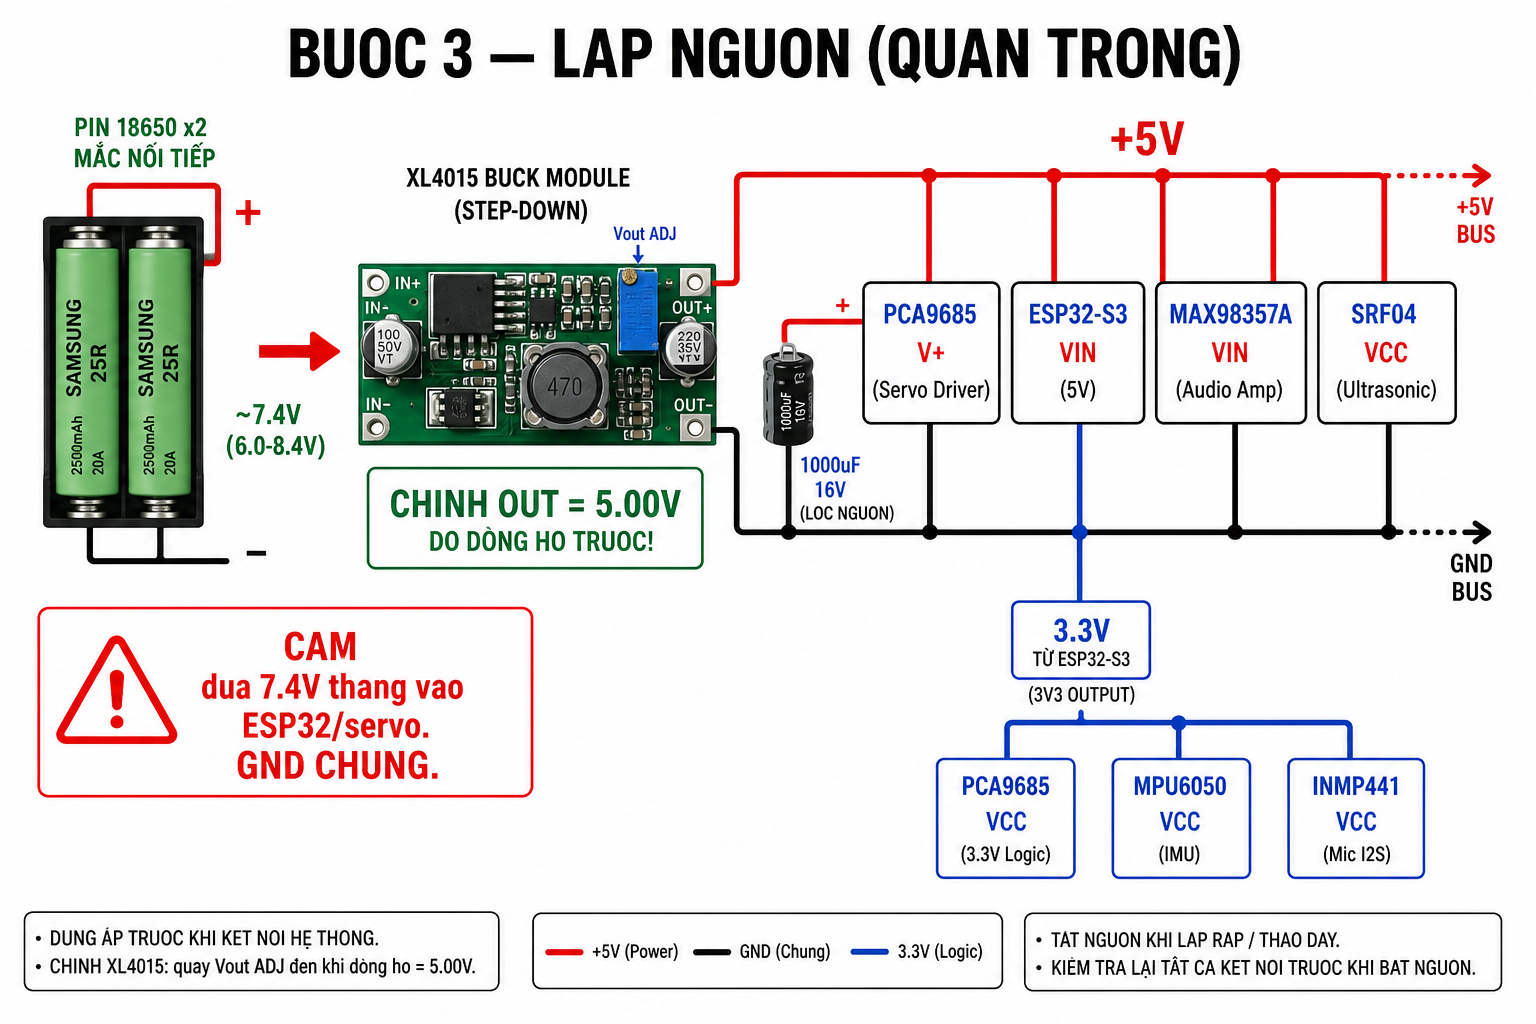 BUOC 3 — LAP NGUON (QUAN TRONG)
PIN 18650 x2
MẮC NỐI TIẾP
+
SAMSUNG
25R
2500mAh
20A
SAMSUNG
25R
2500mAh
20A
−
~7.4V
(6.0-8.4V)
XL4015 BUCK MODULE
(STEP-DOWN)
Vout ADJ
IN+
IN-
100
50V
VT
IN-
470
OUT+
220
35V
OUT-
CHINH OUT = 5.00V
DO DÒNG HO TRUOC!
+5V
+5V
BUS
+
1000uF
16V
1000uF
16V
(LOC NGUON)
PCA9685
V+
(Servo Driver)
ESP32-S3
VIN
(5V)
MAX98357A
VIN
(Audio Amp)
SRF04
VCC
(Ultrasonic)
GND
BUS
CAM
dua 7.4V thang vao
ESP32/servo.
GND CHUNG.
3.3V
TỪ ESP32-S3
(3V3 OUTPUT)
PCA9685
VCC
(3.3V Logic)
MPU6050
VCC
(IMU)
INMP441
VCC
(Mic I2S)
• DUNG ÁP TRUOC KHI KET NOI HỆ THONG.
• CHINH XL4015: quay Vout ADJ đen khi dòng ho = 5.00V.
+5V (Power)
GND (Chung)
3.3V (Logic)
• TAT NGUON KHI LAP RAP / THAO DAY.
• KIEM TRA LẠI TÂT CA KET NOI TRUOC KHI BAT NGUON.